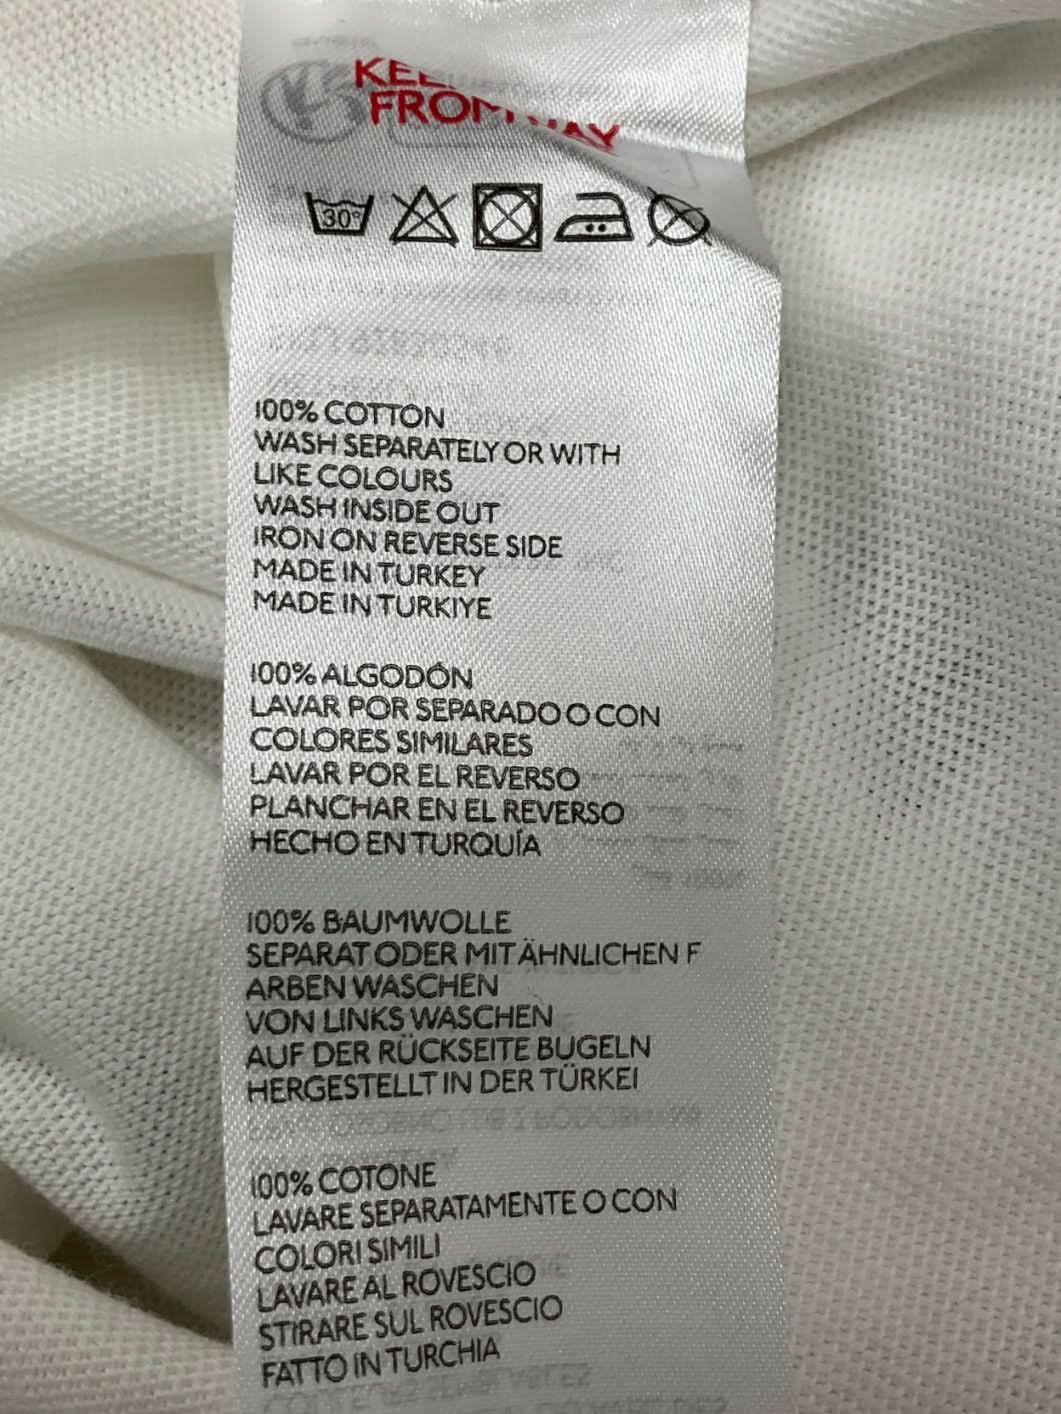 FROM
30°
100% COTTON
WASH SEPARATELY OR WITH
LIKE COLOURS
WASH INSIDE OUT
IRON ON REVERSE SIDE
MADE IN TURKEY
MADE IN TURKIYE
100% ALGODÓN
LAVAR POR SEPARADO O CON
COLORES SIMILARES
LAVAR POR EL REVERSO
PLANCHAR EN EL REVERSO
HECHO EN TURQUÍA
100% BAUMWOLLE
SEPARAT ODER MIT ÄHNLICHEN F
ARBEN WASCHEN
VON LINKS WASCHEN
AUF DER RÜCKSEITE BUGELN
HERGESTELLT IN DER TÜRKEI
100% COTONE
LAVARE SEPARATAMENTE O CON
COLORI SIMILI
LAVARE AL ROVESCIO
STIRARE SUL ROVESCIO
FATTO IN TURCHIA